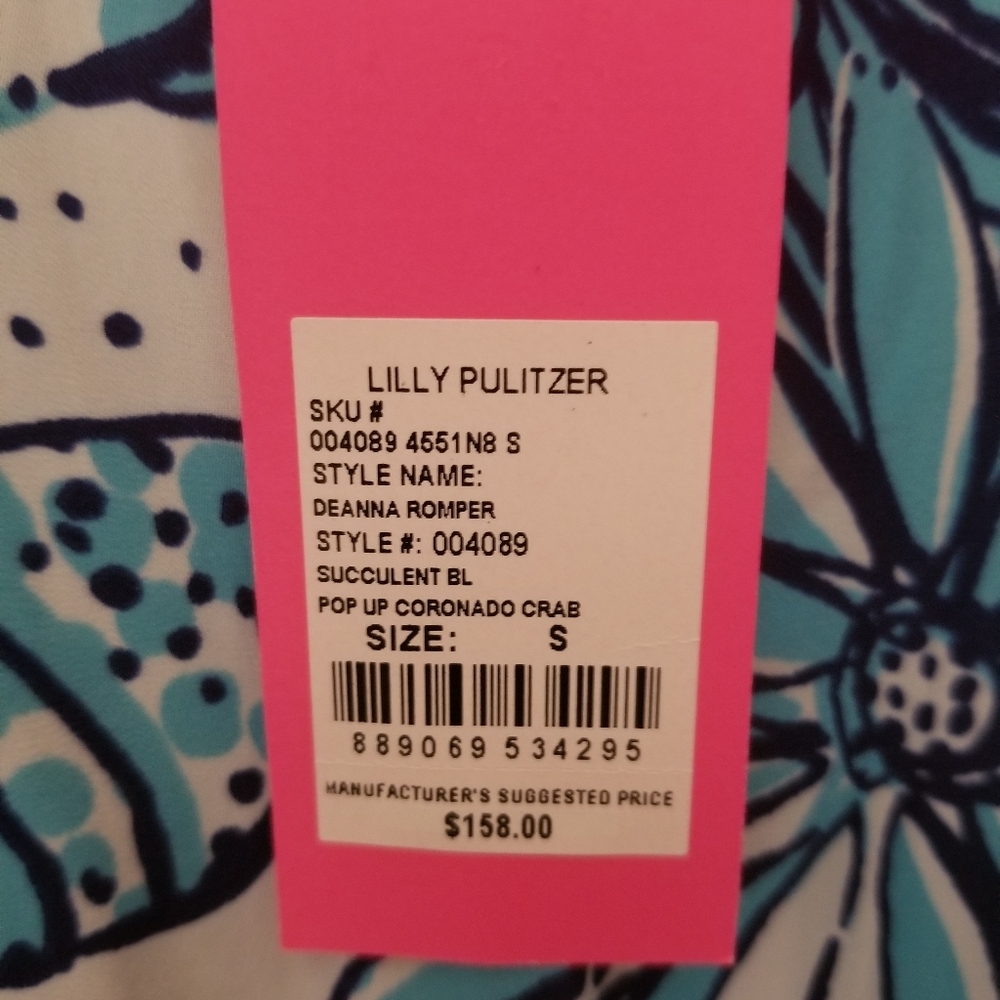 LILLY PULITZER
SKU #
004089 4551N8 S
STYLE NAME:
DEANNA ROMPER
STYLE #: 004089
SUCCULENT BL
POP UP CORONADO CRAB
SIZE: S
889069 534295
MANUFACTURER'S SUGGESTED PRICE
$158.00